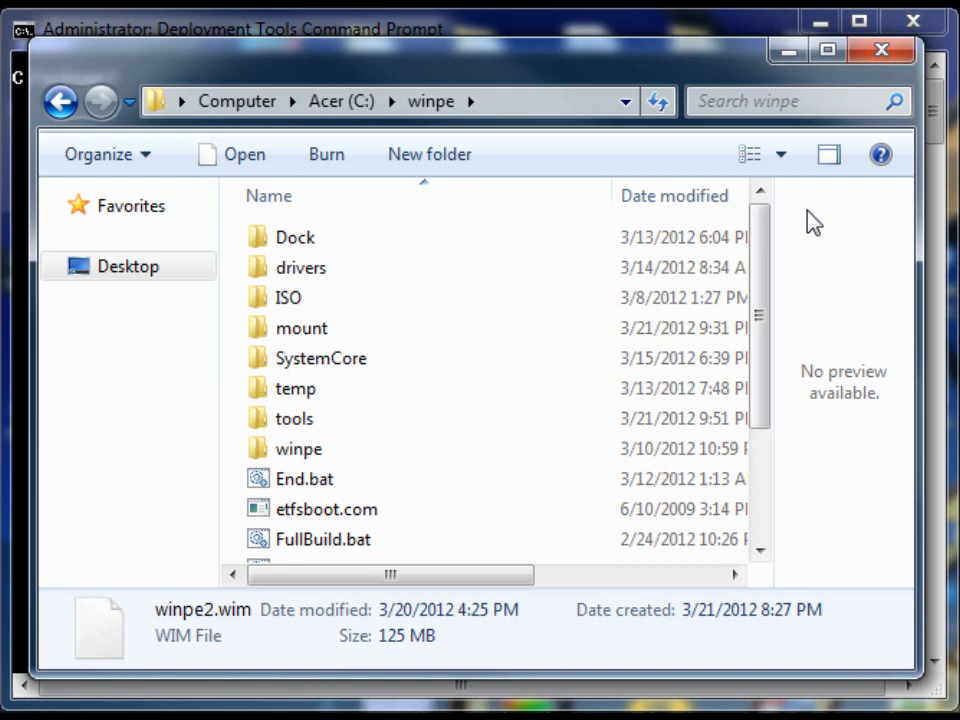 Administrator: Deployment Tools Command Prompt
C
Computer Acer (C:) winpe
Search winpe
Organize Open Burn New folder
Name Date modified
Favorites
Desktop
Dock 3/13/2012 6:04 P
drivers 3/14/2012 8:34 A
ISO 3/8/2012 1:27 PM
mount 3/21/2012 9:31 P
SystemCore 3/15/2012 6:39 P
temp 3/13/2012 7:48 P
tools 3/21/2012 9:51 P
winpe 3/10/2012 10:59
End.bat 3/12/2012 1:13 A
etfsboot.com 6/10/2009 3:14 P
FullBuild.bat 2/24/2012 10:26
No preview
available.
winpe2.wim Date modified: 3/20/2012 4:25 PM Date created: 3/21/2012 8:27 PM
WIM File Size: 125 MB